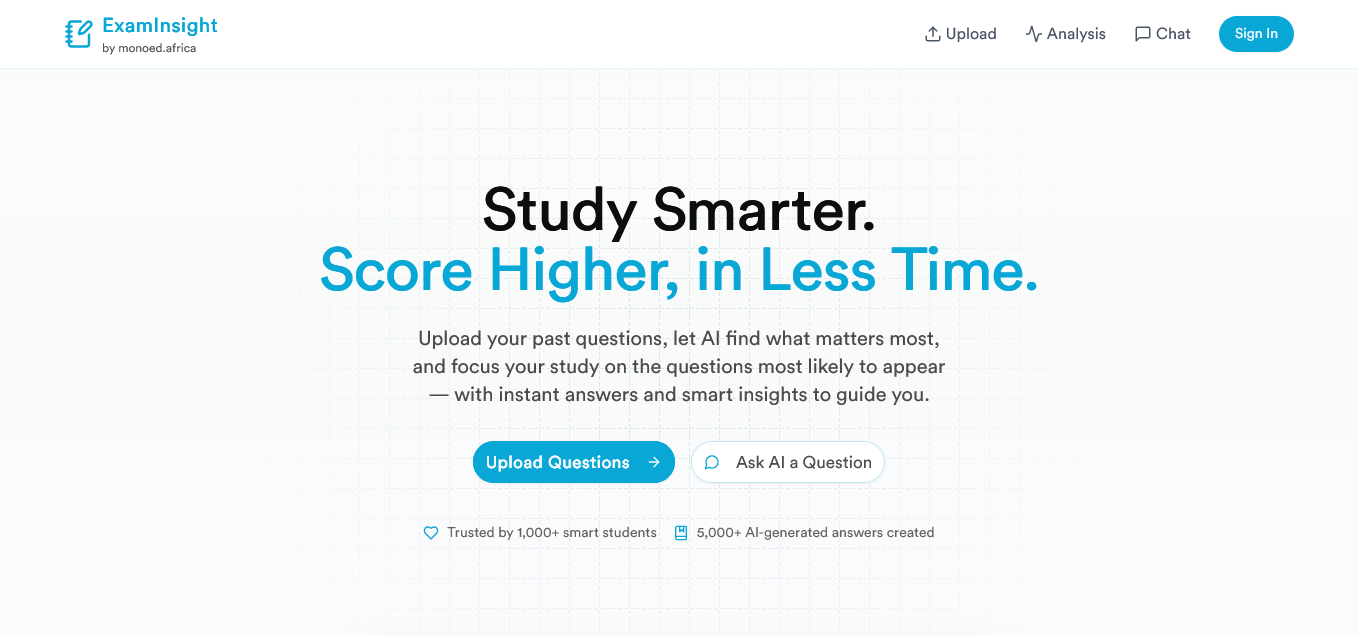 ExamInsight
by monoed.africa
Upload
Analysis
Chat
Sign In
Study Smarter.
Score Higher, in Less Time.
Upload your past questions, let AI find what matters most,
and focus your study on the questions most likely to appear
— with instant answers and smart insights to guide you.
Upload Questions
Ask AI a Question
Trusted by 1,000+ smart students
5,000+ AI-generated answers created